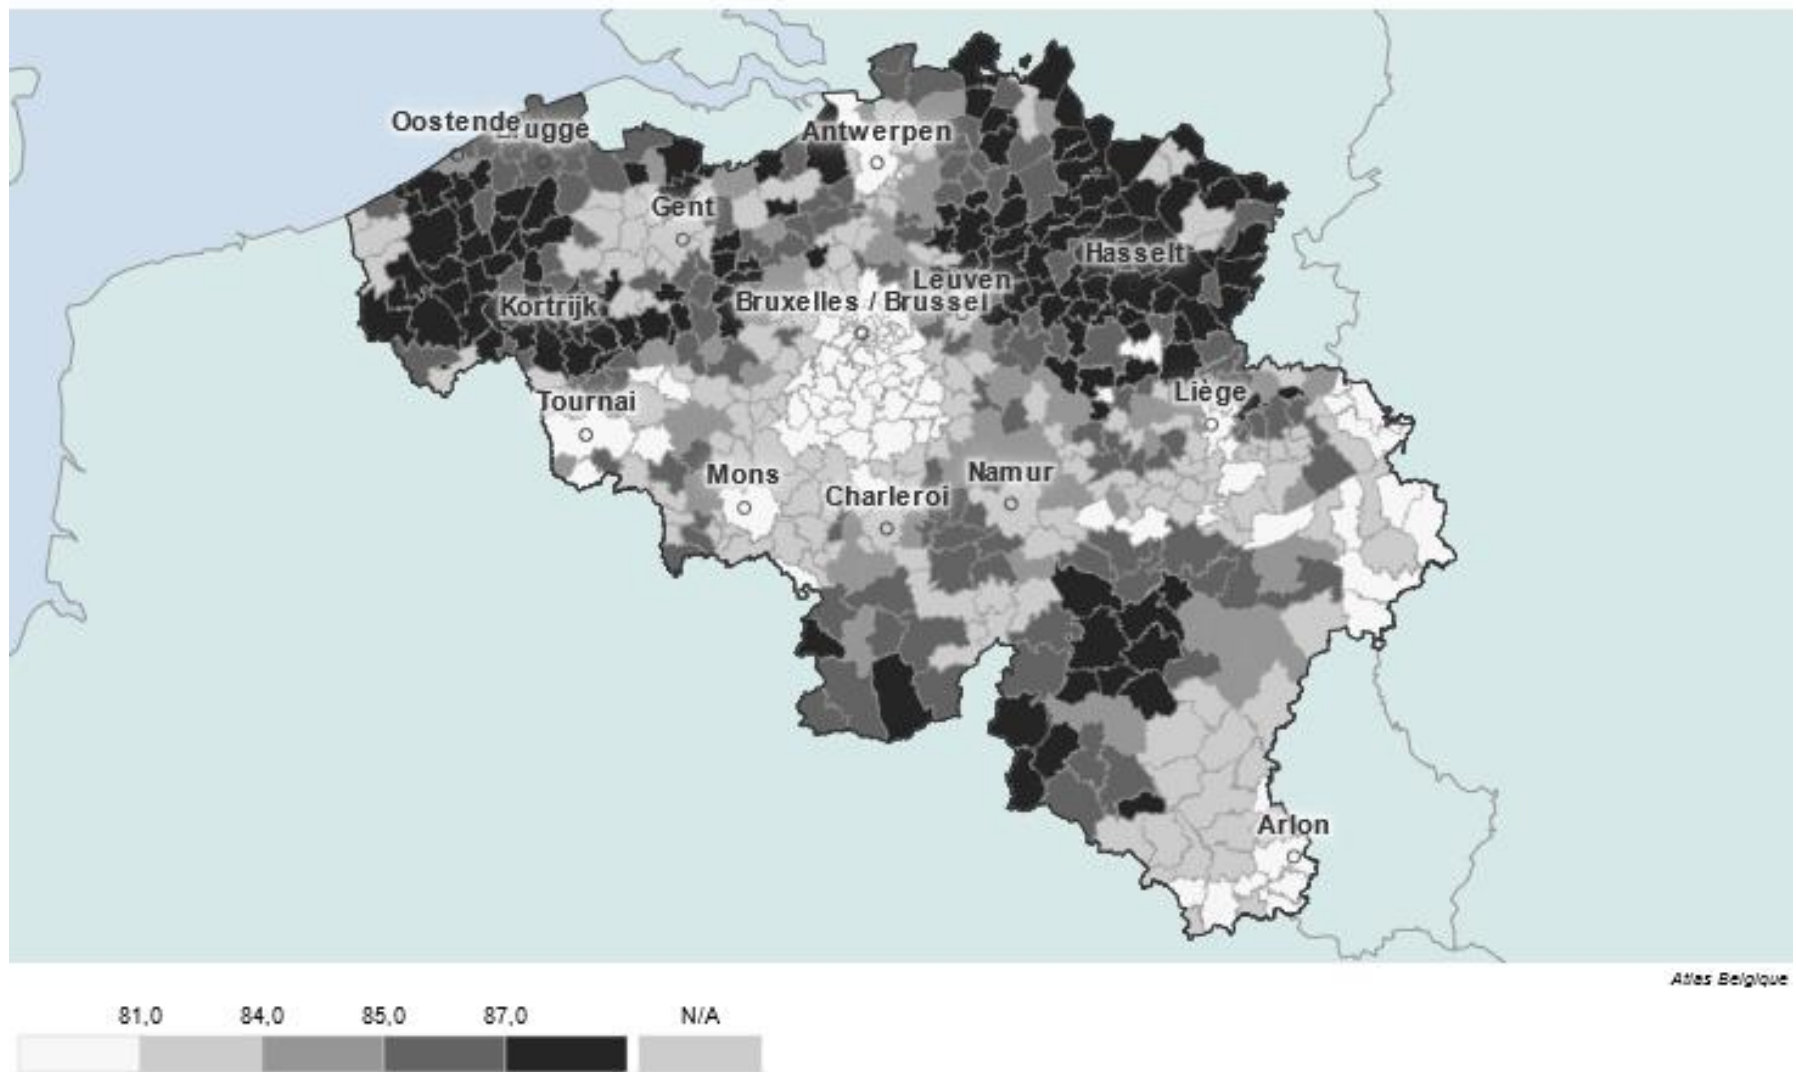 Oostende
Brugge
Antwerpen
Gent
Hasselt
Leuven
Kortrijk
Bruxelles / Brussel
Liège
Tournai
Mons
Namur
Charleroi
Arlon
Atlas Belgique
81,0 84,0 85,0 87,0 N/A